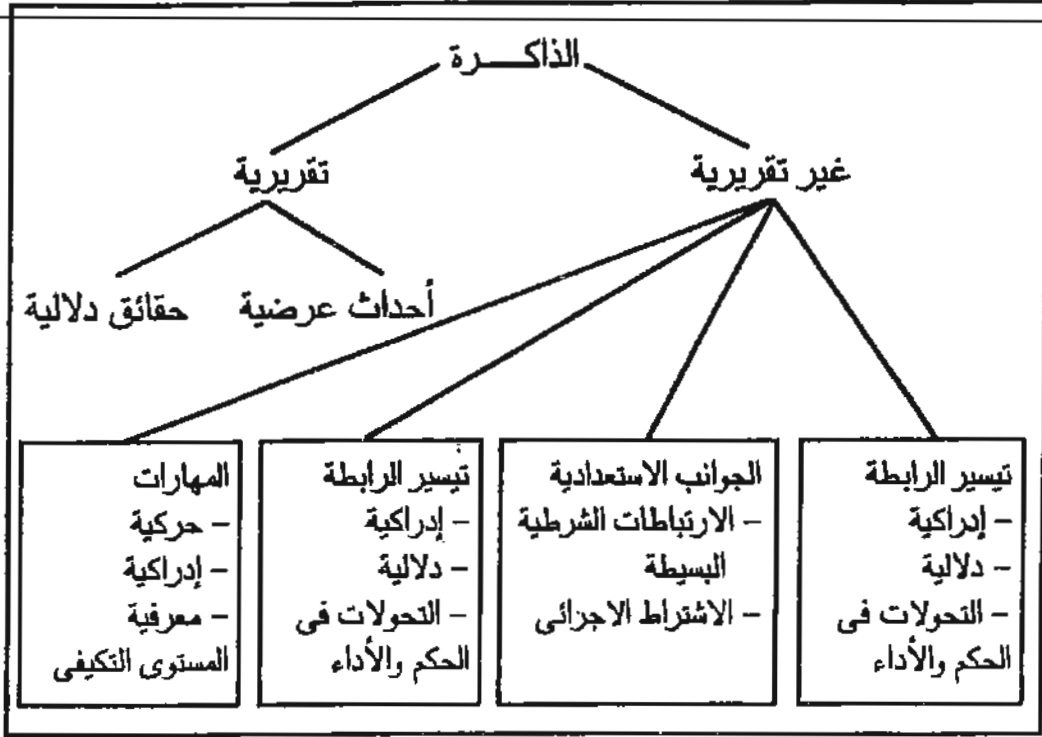 الذاكـــرة
غير تقريرية
تقريرية
أحداث عرضية
حقائق دلالية
تيسير الرابطة
- إدراكية
- دلالية
- التحولات فى
الحكم والأداء
الجوانب الاستعدادية
- الارتباطات الشرطية
البسيطة
- الاشتراط الاجرائى
تيسير الرابطة
- إدراكية
- دلالية
- التحولات فى
الحكم والأداء
المهارات
- حركية
- إدراكية
- معرفية
المستوى التكيفى